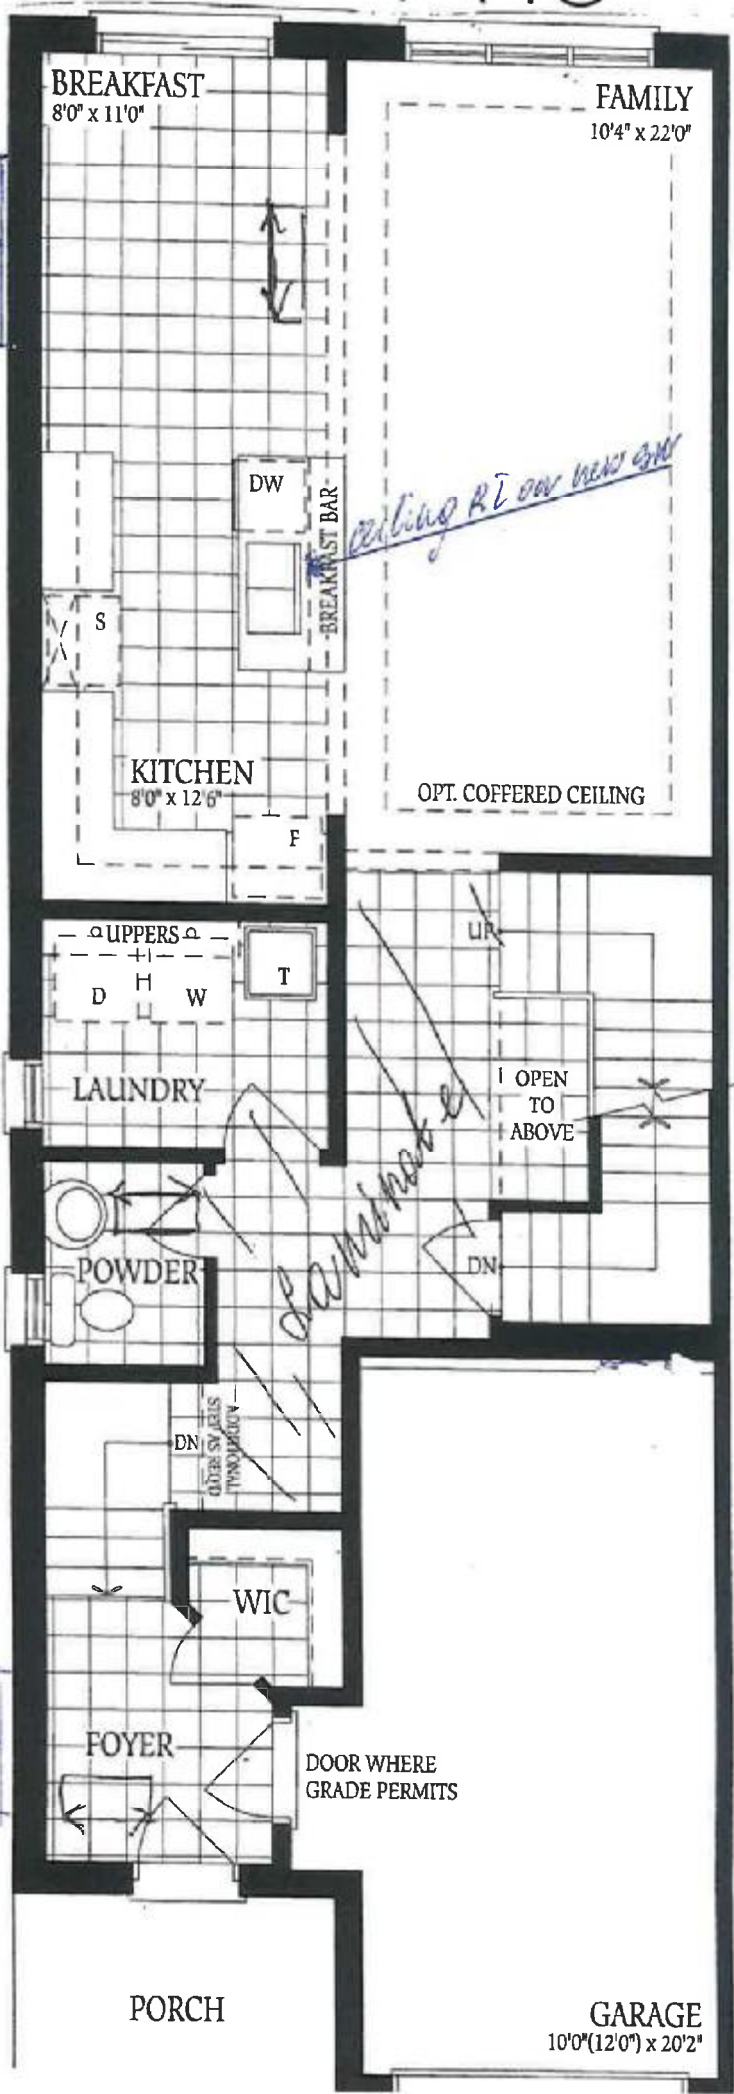 BREAKFAST
8'0" x 11'0"
FAMILY
10'4" x 22'0"
DW
BREAKFAST BAR
ceiling
new
S
KITCHEN
8'0" x 12'6"
OPT. COFFERED CEILING
F
UPPERS
D
W
T
UP
LAUNDRY
OPEN
TO
ABOVE
Laminate
POWDER
DN
DN
ADDITIONAL
STEP AS REQ'D
WIC
FOYER
DOOR WHERE
GRADE PERMITS
PORCH
GARAGE
10'0"(12'0") x 20'2"